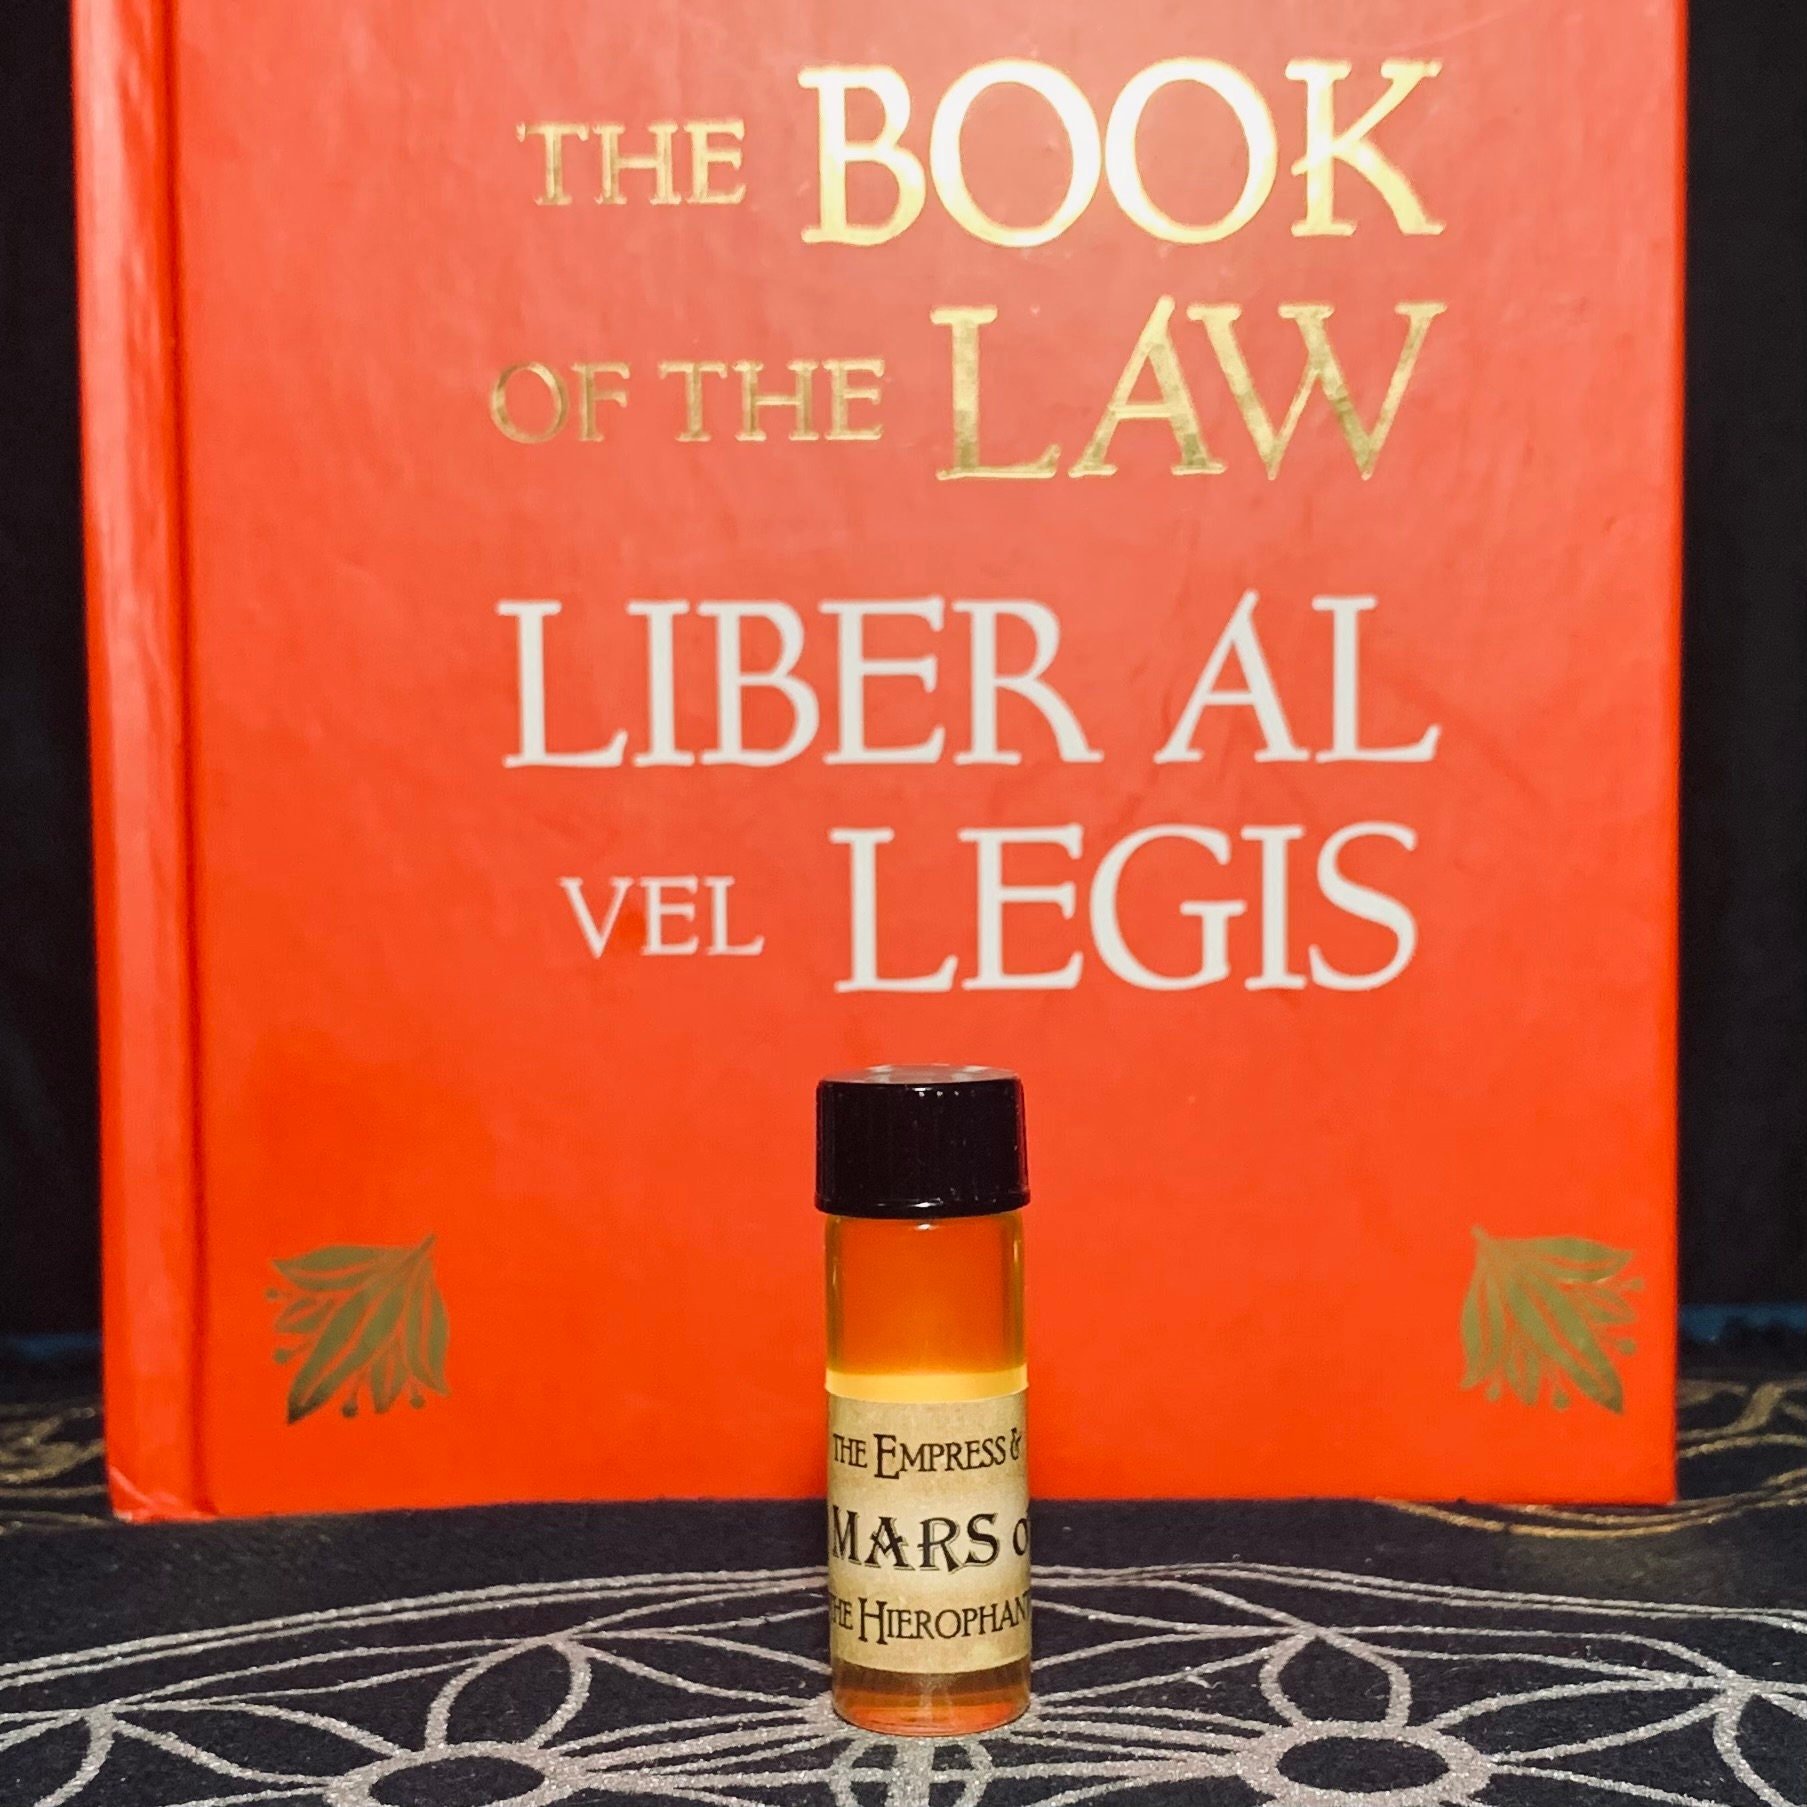 THE BOOK
OF THE LAW
LIBER AL
VEL LEGIS
THE EMPRESS &
MARS
THE HIEROPHANT